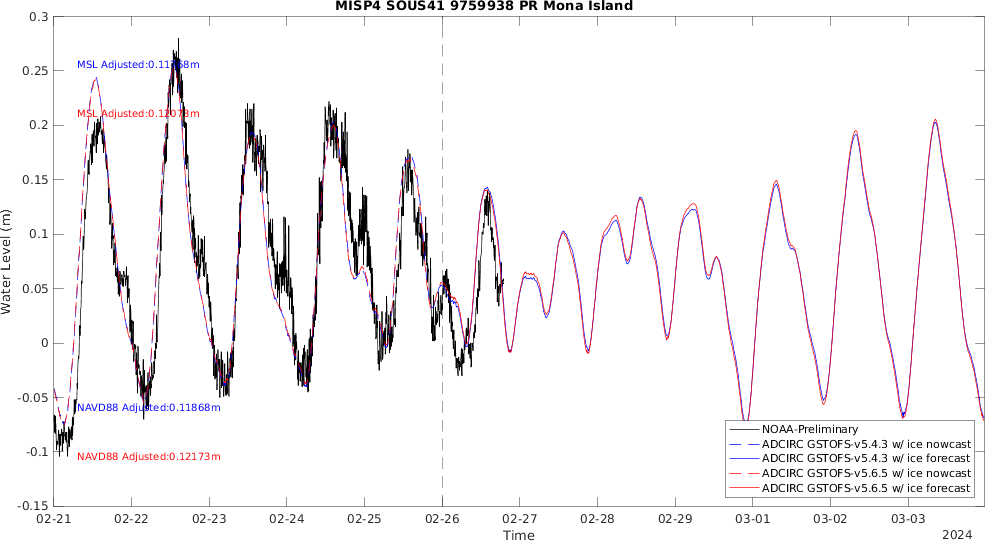 MISP4 SOUS41 9759938 PR Mona Island
0.3
0.25
0.2
0.15
0.1
0.05
0
-0.05
-0.1
-0.15
Water Level (m)
MSL Adjusted:0.11768m
MSL Adjusted:0.12073m
NAVD88 Adjusted:0.11868m
NAVD88 Adjusted:0.12173m
NOAA-Preliminary
ADCIRC GSTOFS-v5.4.3 w/ ice nowcast
ADCIRC GSTOFS-v5.4.3 w/ ice forecast
ADCIRC GSTOFS-v5.6.5 w/ ice nowcast
ADCIRC GSTOFS-v5.6.5 w/ ice forecast
02-21 02-22 02-23 02-24 02-25 02-26 02-27 02-28 02-29 03-01 03-02 03-03
Time
2024